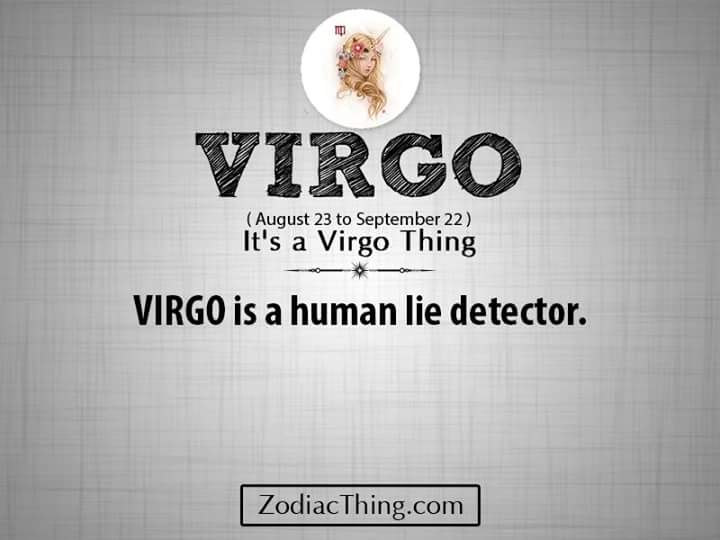 VIRGO
( August 23 to September 22 )
It's a Virgo Thing
VIRGO is a human lie detector.
ZodiacThing.com